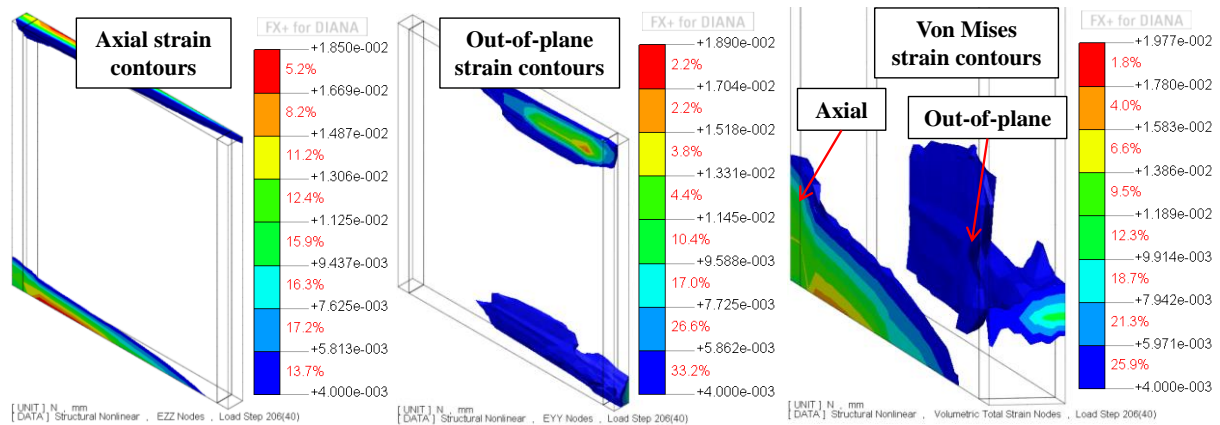 FX+ for DIANA
Axial strain
contours
+1.850e-002
5.2%
+1.669e-002
8.2%
+1.487e-002
11.2%
+1.306e-002
12.4%
+1.125e-002
15.9%
+9.437e-003
16.3%
+7.625e-003
17.2%
+5.813e-003
13.7%
+4.000e-003
[ UNIT ] N , mm
[ DATA ] Structural Nonlinear , EZZ Nodes , Load Step 206(40)
FX+ for DIANA
Out-of-plane
strain contours
+1.890e-002
2.2%
+1.704e-002
2.2%
+1.518e-002
3.8%
+1.331e-002
4.4%
+1.145e-002
10.4%
+9.588e-003
17.0%
+7.725e-003
26.6%
+5.862e-003
33.2%
+4.000e-003
[ UNIT ] N , mm
[ DATA ] Structural Nonlinear , EYY Nodes , Load Step 206(40)
FX+ for DIANA
Von Mises
strain contours
Axial
Out-of-plane
+1.977e-002
1.8%
+1.780e-002
4.0%
+1.583e-002
6.6%
+1.386e-002
9.5%
+1.189e-002
12.3%
+9.914e-003
18.7%
+7.942e-003
21.3%
+5.971e-003
25.9%
+4.000e-003
[ UNIT ] N , mm
[ DATA ] Structural Nonlinear , Volumetric Total Strain Nodes , Load Step 206(40)